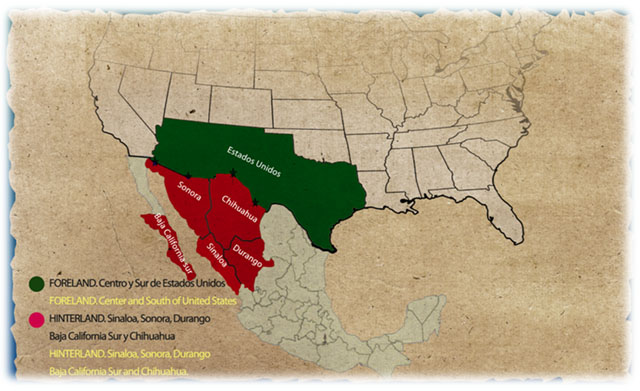 Estados Unidos
Sonora
Chihuahua
Baja California sur
Sinaloa
Durango
FORELAND. Centro y Sur de Estados Unidos
FORELAND. Center and South of United States
HINTERLAND. Sinaloa, Sonora, Durango
Baja California Sur y Chihuahua
HINTERLAND. Sinaloa, Sonora, Durango
Baja California Sur and Chihuahua.